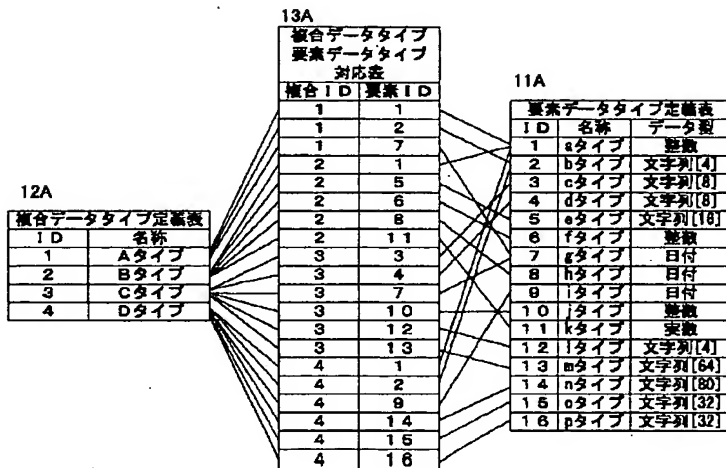 12A
複合データタイプ定義表
ID 名称
1 Aタイプ
2 Bタイプ
3 Cタイプ
4 Dタイプ
13A
複合データタイプ
要素データタイプ
対応表
複合ID 要素ID
1 1
1 2
1 7
2 1
2 5
2 6
2 8
2 11
3 3
3 4
3 7
3 10
3 12
3 13
4 1
4 2
4 9
4 14
4 15
4 16
11A
要素データタイプ定義表
ID 名称 データ型
1 aタイプ 整数
2 bタイプ 文字列[4]
3 cタイプ 文字列[8]
4 dタイプ 文字列[8]
5 eタイプ 文字列[16]
6 fタイプ 整数
7 gタイプ 日付
8 hタイプ 日付
9 iタイプ 日付
10 jタイプ 整数
11 kタイプ 実数
12 lタイプ 文字列[4]
13 mタイプ 文字列[64]
14 nタイプ 文字列[80]
15 oタイプ 文字列[32]
16 pタイプ 文字列[32]